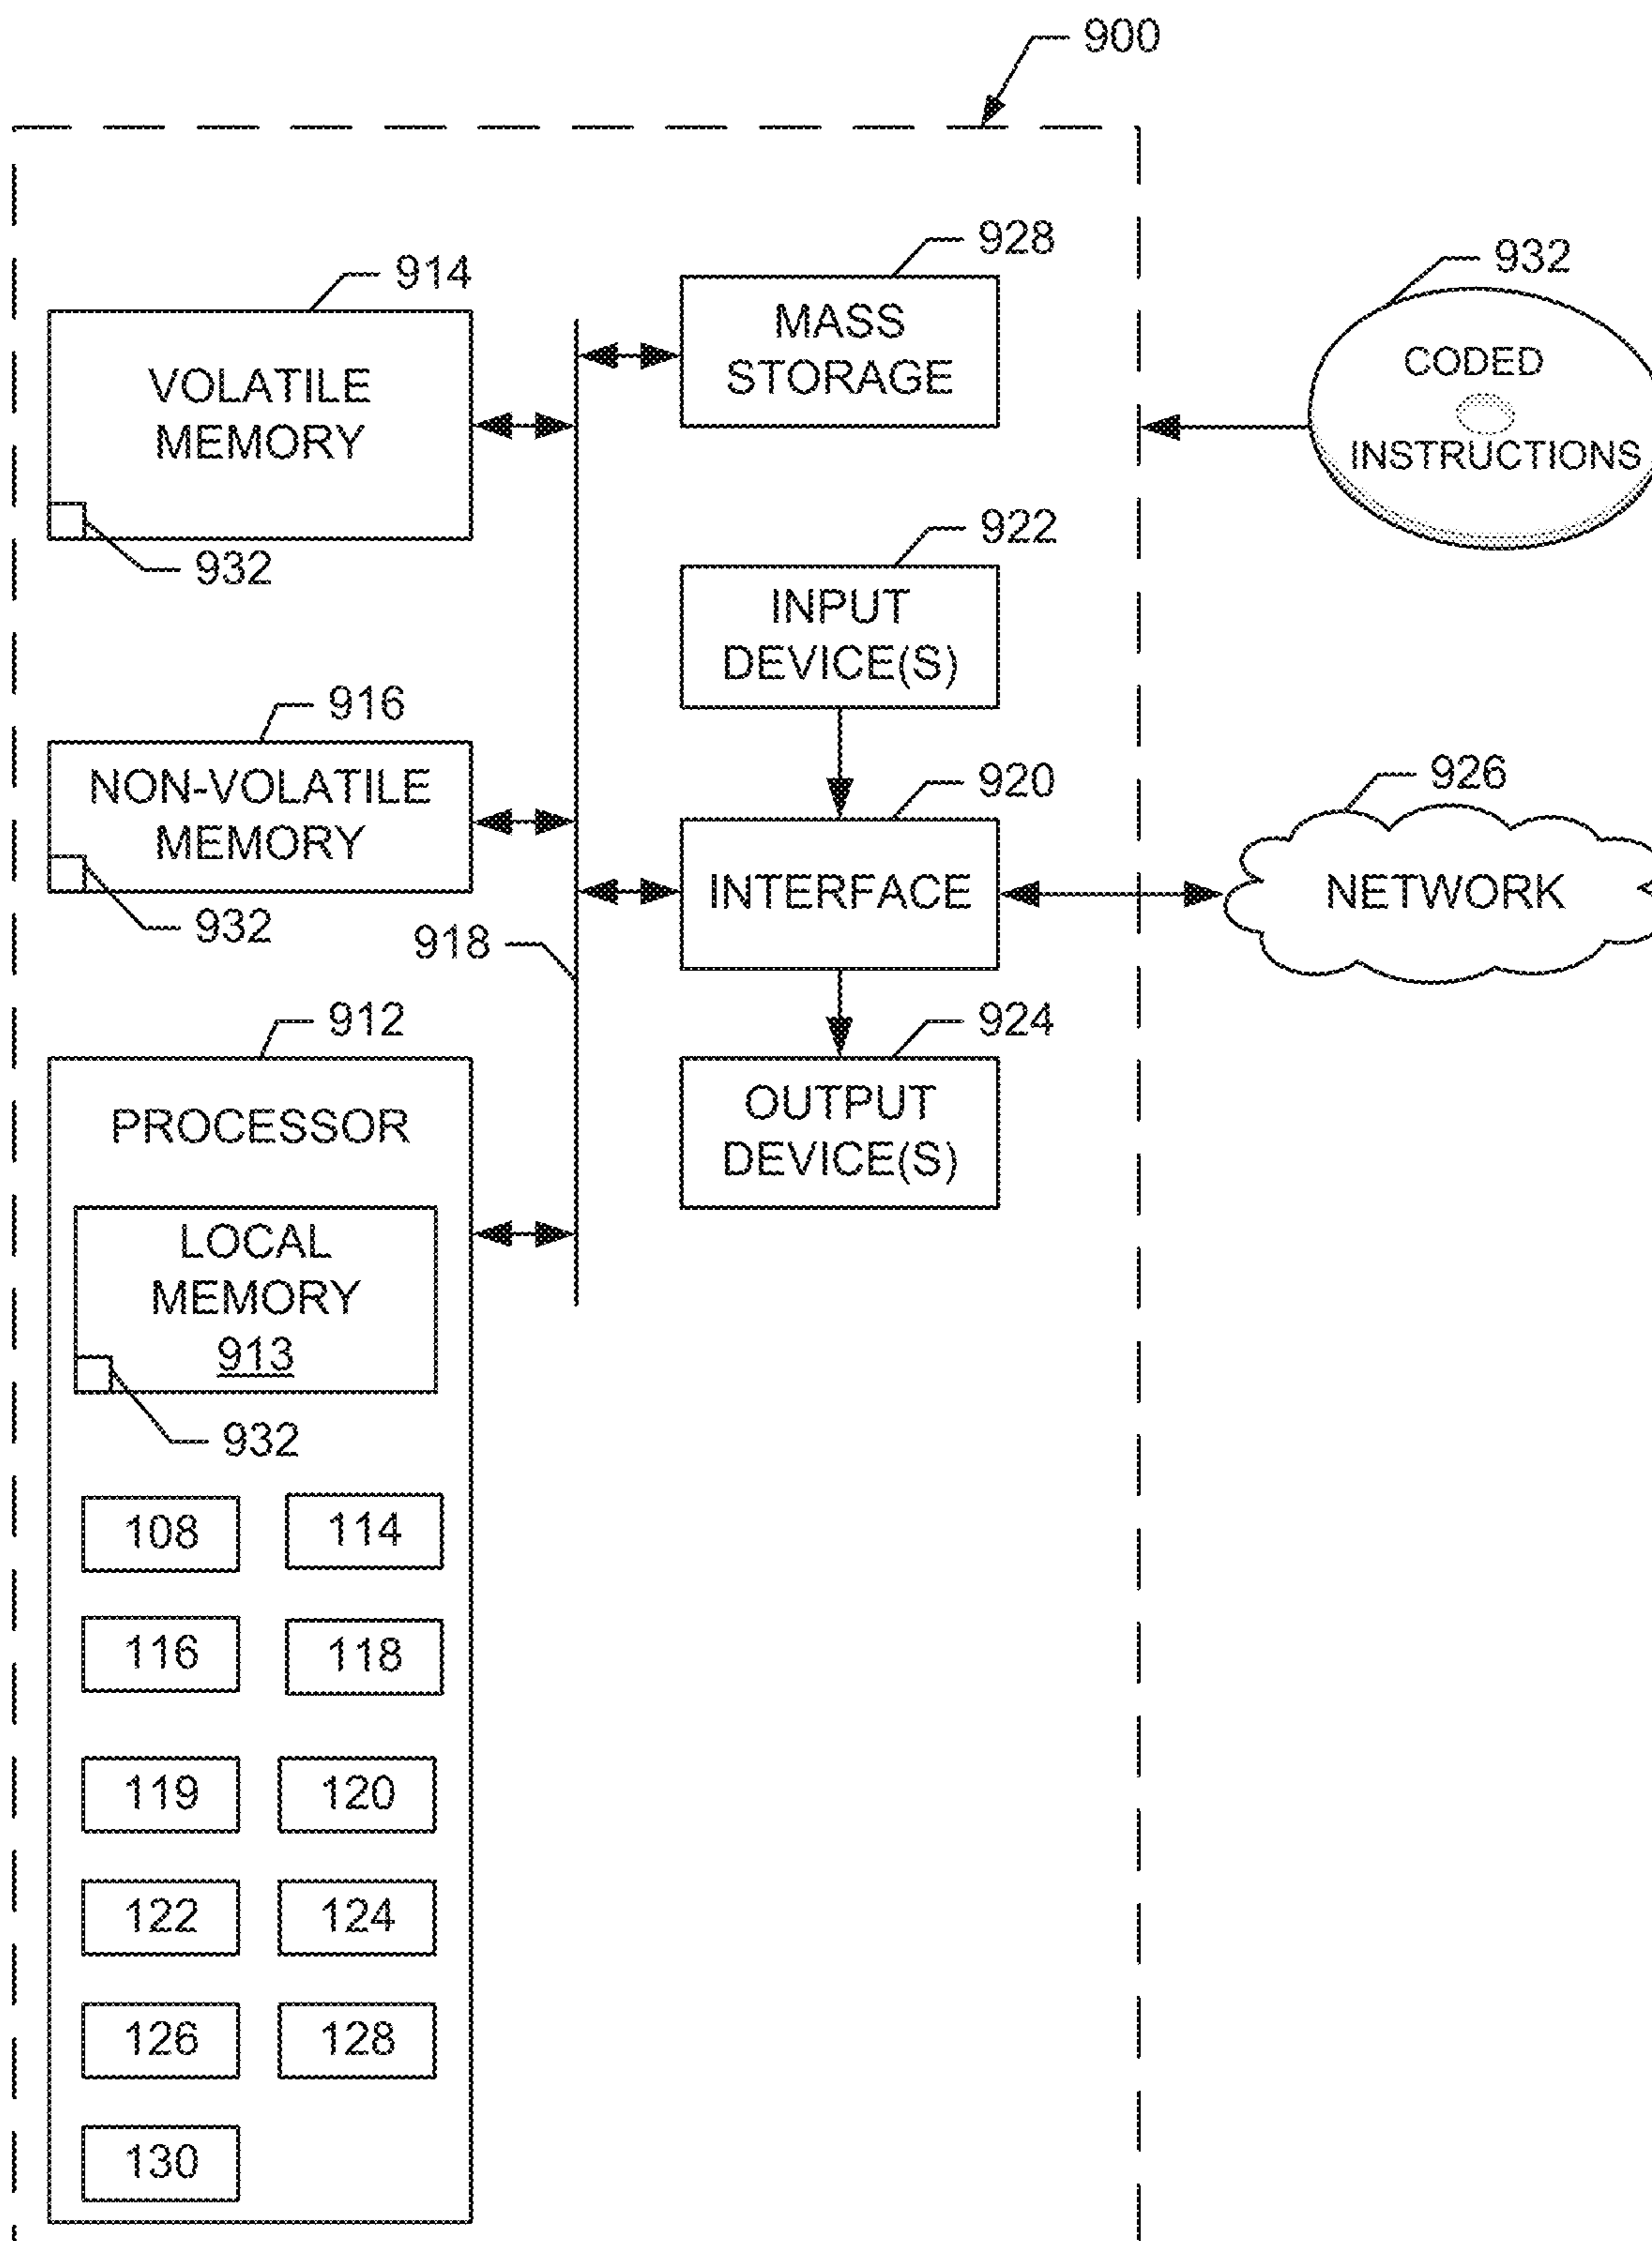 900
914
VOLATILE
MEMORY
932
928
MASS
STORAGE
932
CODED
INSTRUCTIONS
922
INPUT
DEVICE(S)
916
NON-VOLATILE
MEMORY
932
918
920
INTERFACE
926
NETWORK
912
PROCESSOR
924
OUTPUT
DEVICE(S)
LOCAL
MEMORY
913
932
108
114
116
118
119
120
122
124
126
128
130